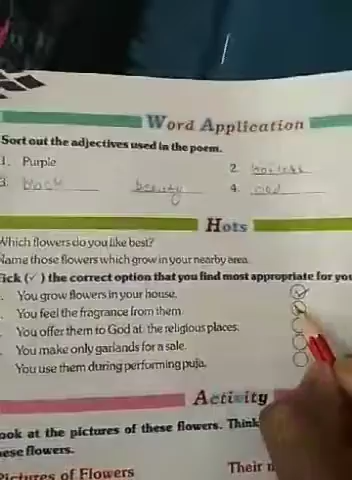 Word Application
Sort out the adjectives used in the poem.
1. Purple
2.
3. black beauty 4. red
Hots
Which flowers do you like best?
Name those flowers which grow in your nearby area.
Tick (✓) the correct option that you find most appropriate for you
You grow flowers in your house.
You feel the fragrance from them.
You offer them to God at the religious places.
You make only garlands for a sale.
You use them during performing puja.
Activity
ook at the pictures of these flowers. Think
ese flowers.
Pictures of Flowers Their n